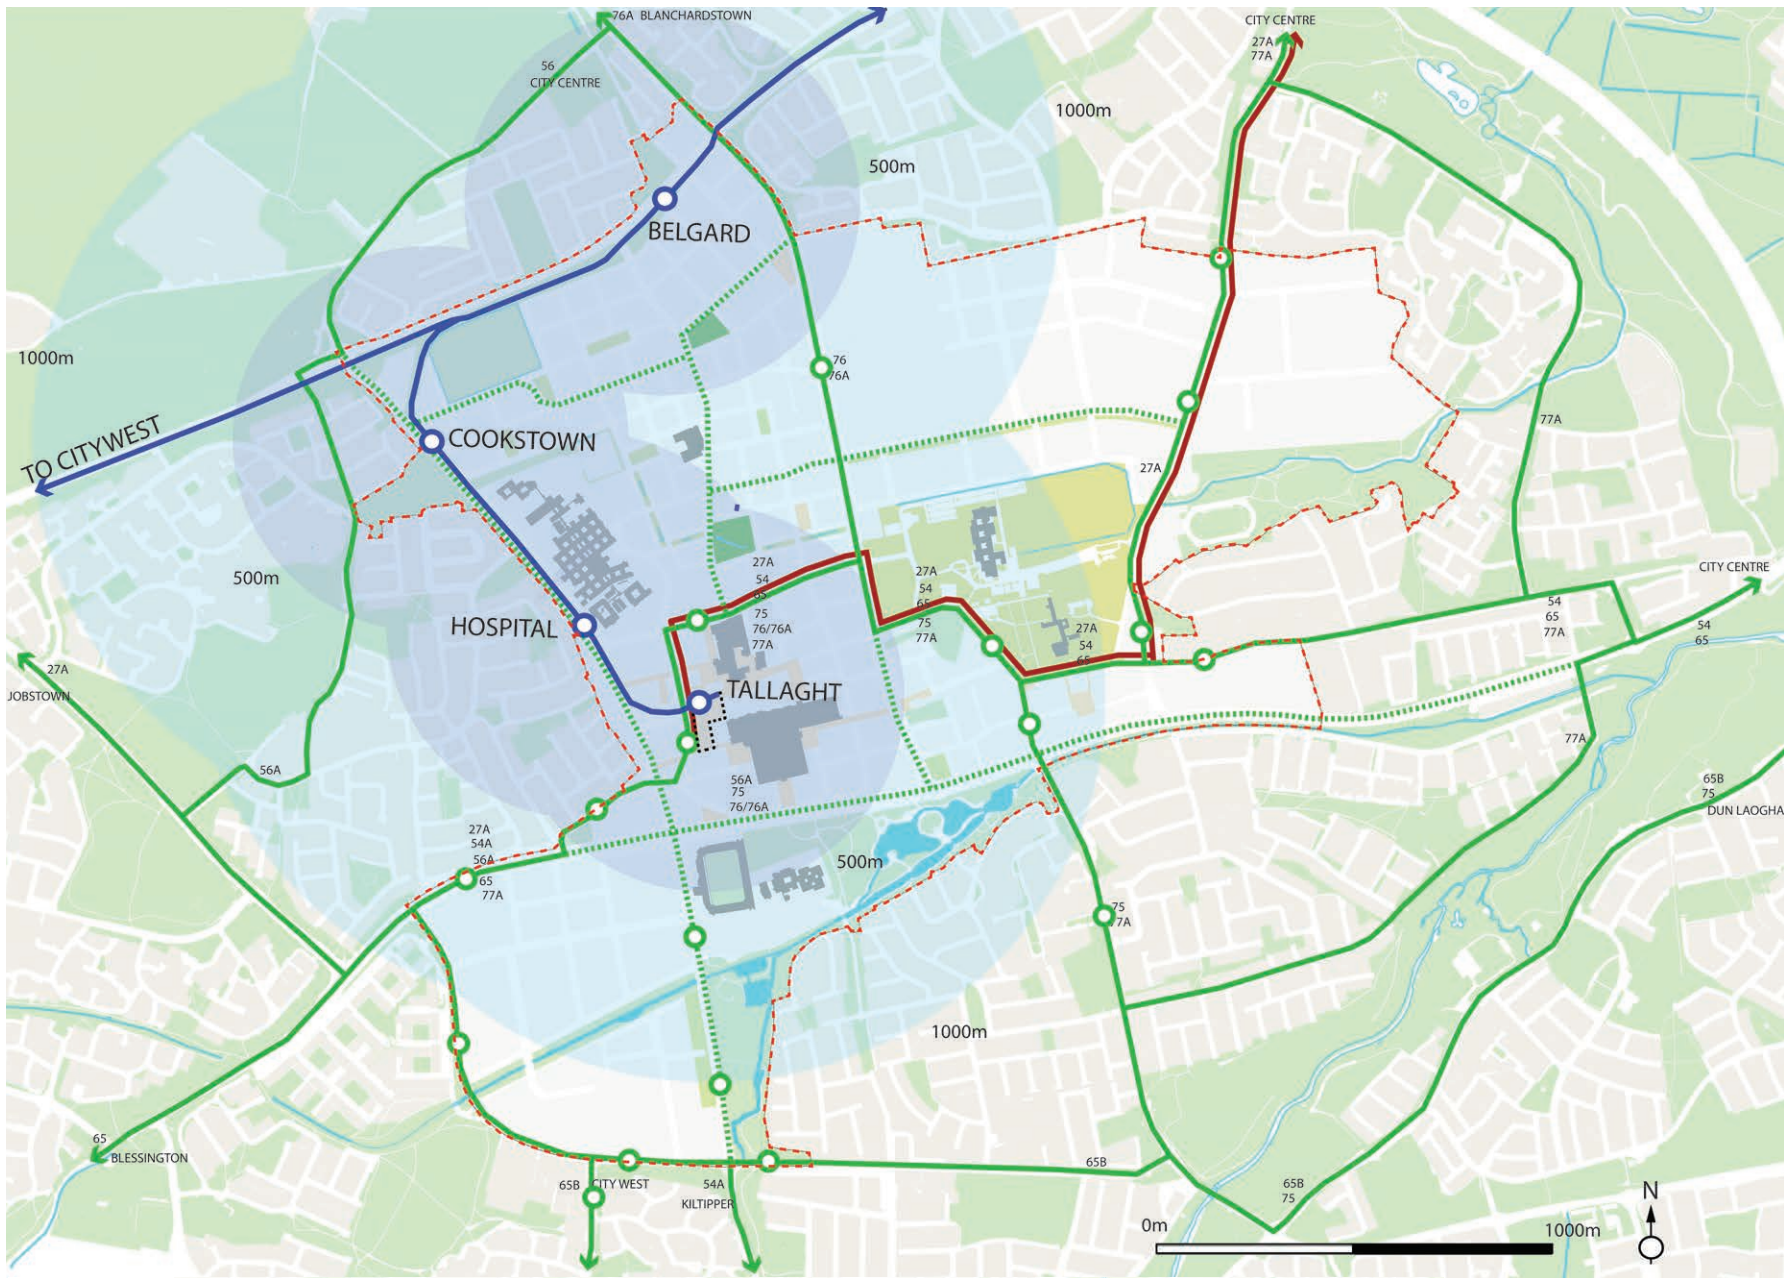 76A BLANCHARDSTOWN
CITY CENTRE
27A
77A
56
CITY CENTRE
1000m
500m
BELGARD
1000m
76
76A
TO CITYWEST
COOKSTOWN
77A
27A
500m
CITY CENTRE
27A
54
65
75
76/76A
77A
27A
54
65
75
77A
54
65
77A
54
65
27A
54
65
HOSPITAL
27A
JOBSTOWN
TALLAGHT
77A
56A
56A
75
76/76A
65B
75
DUN LAOGHA
27A
54A
56A
65
77A
500m
75
77A
1000m
65
BLESSINGTON
65B
65B
CITY WEST
54A
KILTIPPER
65B
75
N
0m
1000m